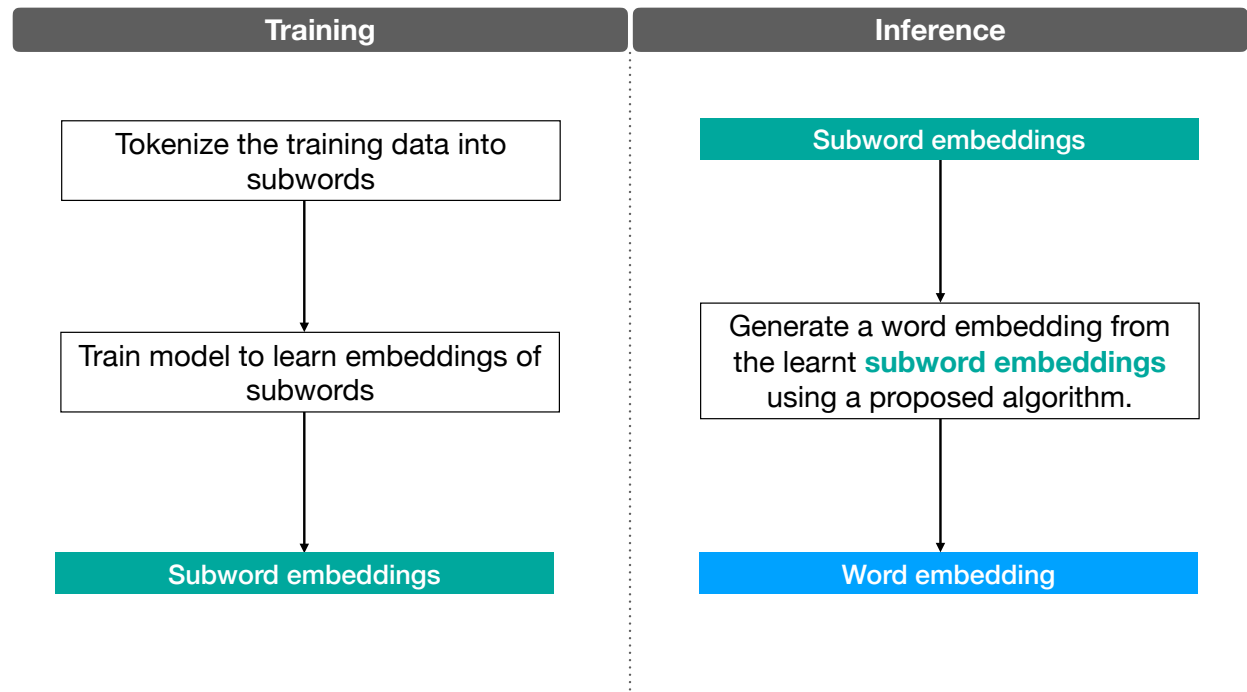 Training
Tokenize the training data into
subwords
Train model to learn embeddings of
subwords
Subword embeddings
Inference
Subword embeddings
Generate a word embedding from
the learnt subword embeddings
using a proposed algorithm.
Word embedding